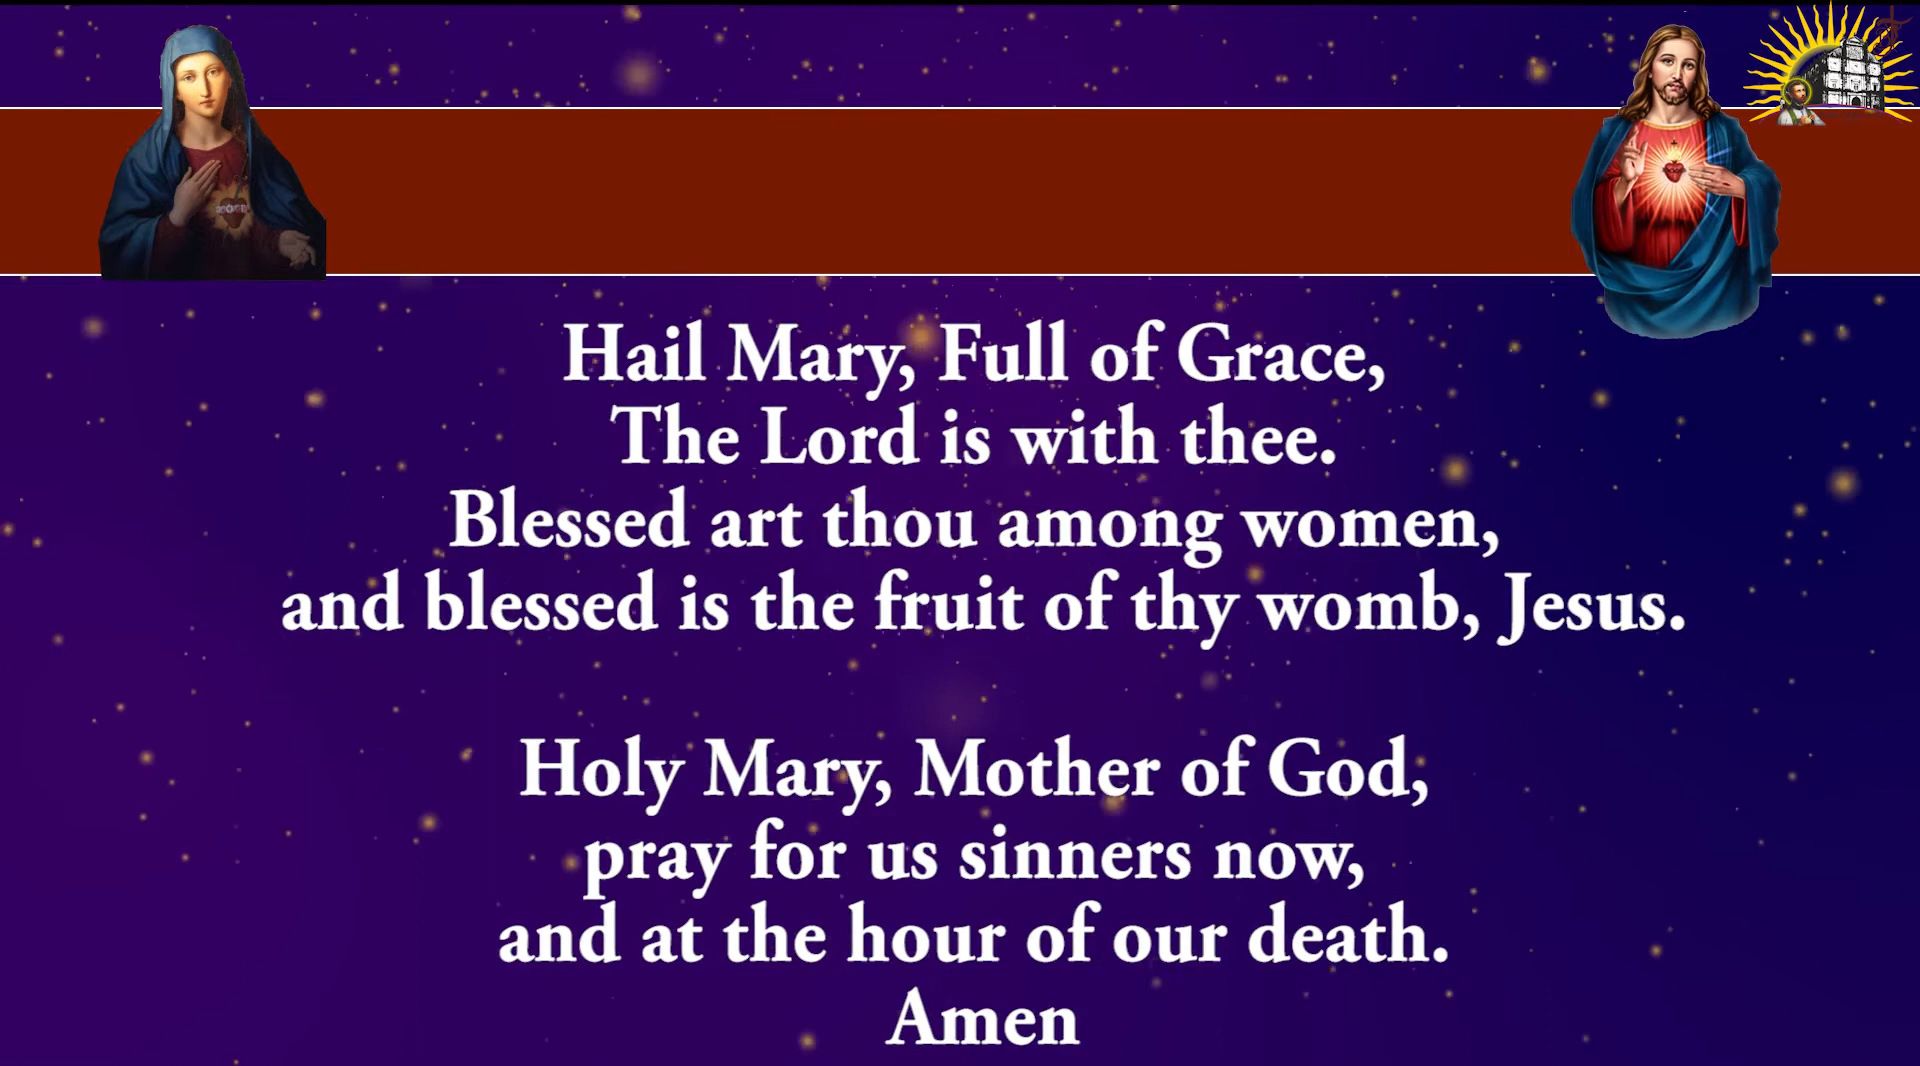 Hail Mary, Full of Grace,
The Lord is with thee.
Blessed art thou among women,
and blessed is the fruit of thy womb, Jesus.
Holy Mary, Mother of God,
pray for us sinners now,
and at the hour of our death.
Amen